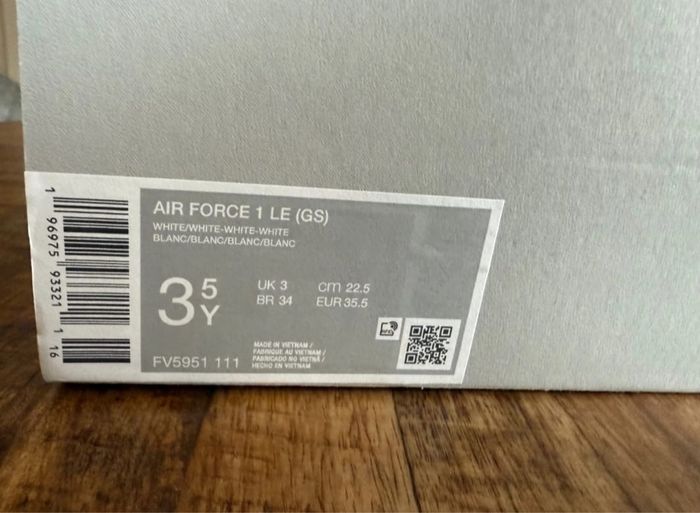 AIR FORCE 1 LE (GS)
WHITE/WHITE-WHITE-WHITE
BLANC/BLANC/BLANC/BLANC
3 5 Y
UK 3 cm 22.5
BR 34 EUR 35.5
FV5951 111
MADE IN VIETNAM /
FABRIQUE AU VIETNAM /
FABRICADO NO VIETNÃ /
HECHO EN VIETNAM
1 96975 93321 1 16